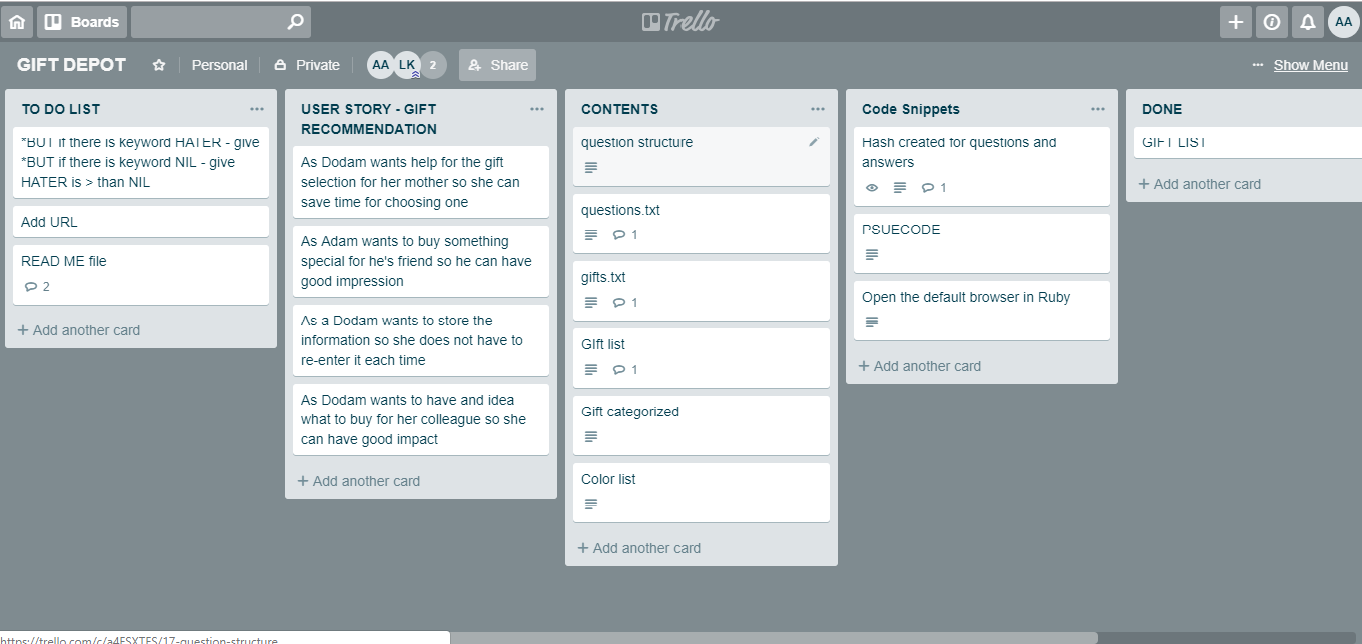 Boards
Trello
AA
GIFT DEPOT
Personal
Private
AA
LK
2
Share
Show Menu
TO DO LIST
*BUT if there is keyword HATER - give
*BUT if there is keyword NIL - give
HATER is > than NIL
Add URL
READ ME file
2
+ Add another card
USER STORY - GIFT
RECOMMENDATION
As Dodam wants help for the gift
selection for her mother so she can
save time for choosing one
As Adam wants to buy something
special for he's friend so he can have
good impression
As a Dodam wants to store the
information so she does not have to
re-enter it each time
As Dodam wants to have and idea
what to buy for her colleague so she
can have good impact
+ Add another card
CONTENTS
question structure
questions.txt
1
gifts.txt
1
GIft list
1
Gift categorized
Color list
+ Add another card
Code Snippets
Hash created for questions and
answers
1
PSUECODE
Open the default browser in Ruby
+ Add another card
DONE
GIFT LIST
+ Add another card
https://trello.com/c/a4FSXTFS/17-question-structure